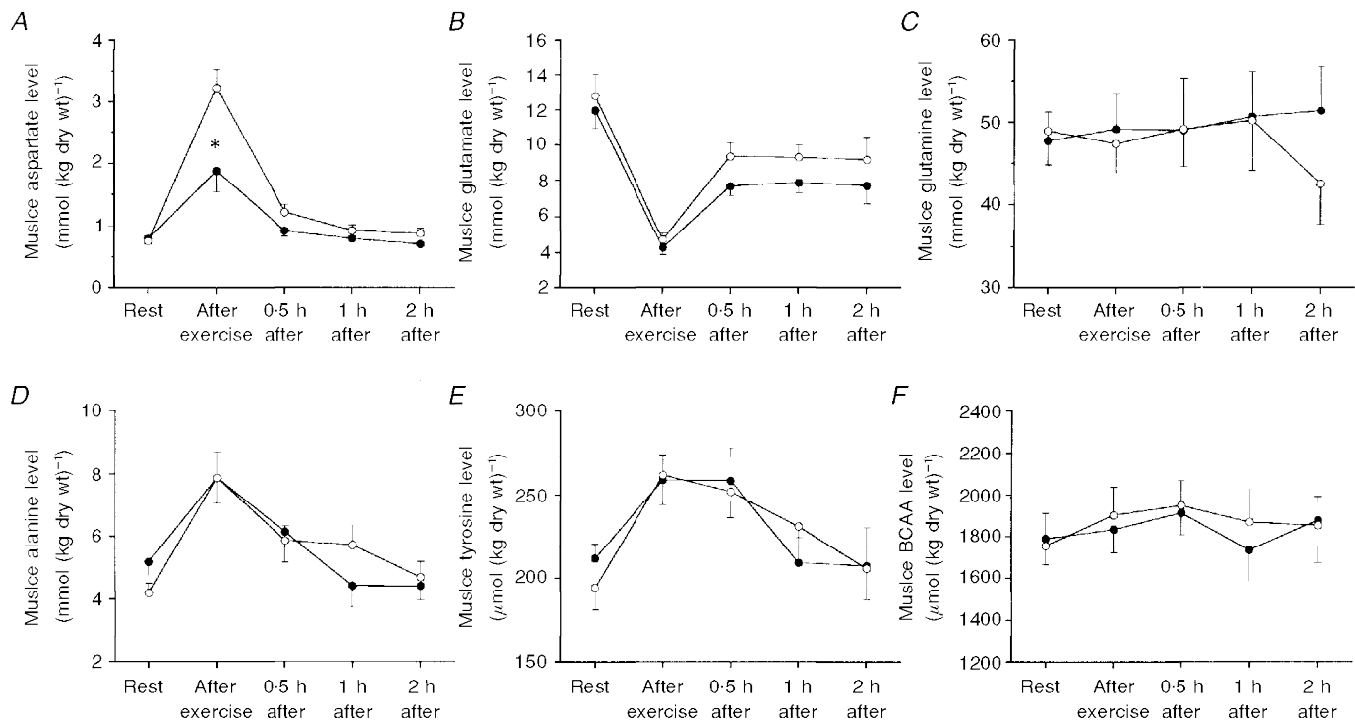 A
Muslce aspartate level
(mmol (kg dry wt)⁻¹)
4
3
2
1
0
*
Rest
After
exercise
0·5 h
after
1 h
after
2 h
after
B
Muslce glutamate level
(mmol (kg dry wt)⁻¹)
16
14
12
10
8
6
4
2
Rest
After
exercise
0·5 h
after
1 h
after
2 h
after
C
Muslce glutamine level
(mmol (kg dry wt)⁻¹)
60
50
40
30
Rest
After
exercise
0·5 h
after
1 h
after
2 h
after
D
Muslce alanine level
(mmol (kg dry wt)⁻¹)
10
8
6
4
2
Rest
After
exercise
0·5 h
after
1 h
after
2 h
after
E
Muslce tyrosine level
(μmol (kg dry wt)⁻¹)
300
250
200
150
Rest
After
exercise
0·5 h
after
1 h
after
2 h
after
F
Muslce BCAA level
(μmol (kg dry wt)⁻¹)
2400
2200
2000
1800
1600
1400
1200
Rest
After
exercise
0·5 h
after
1 h
after
2 h
after